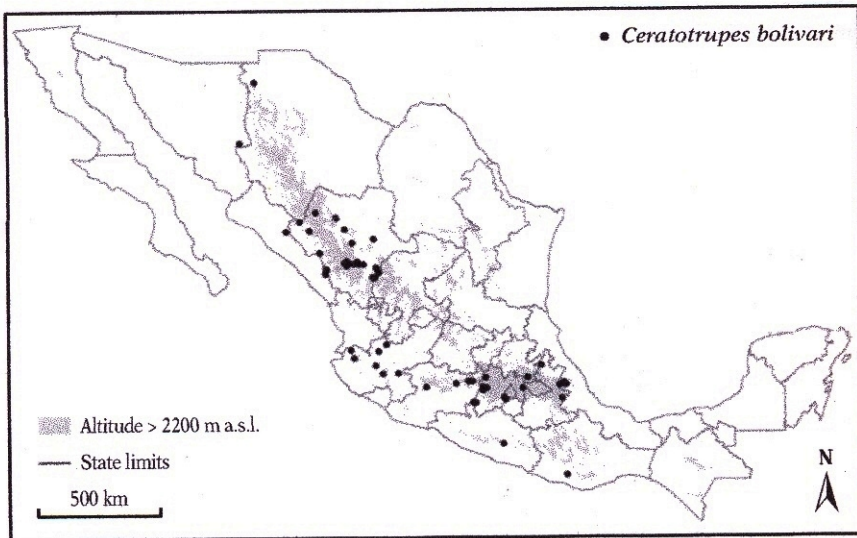 • Ceratotrupes bolivari
Altitude > 2200 m a.s.l.
State limits
500 km
N